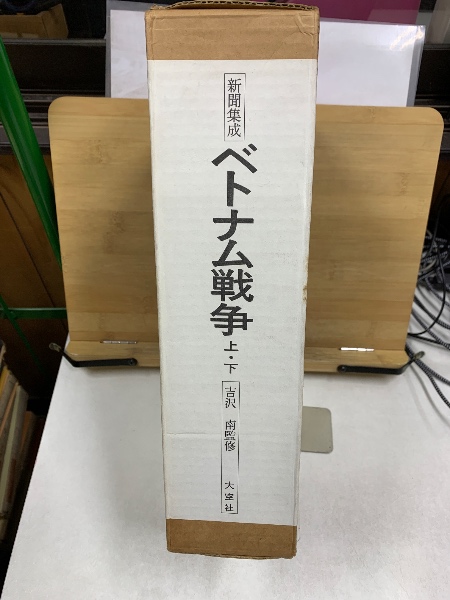 新聞集成
ベトナム戦争
上・下
吉沢 南監修
大空社